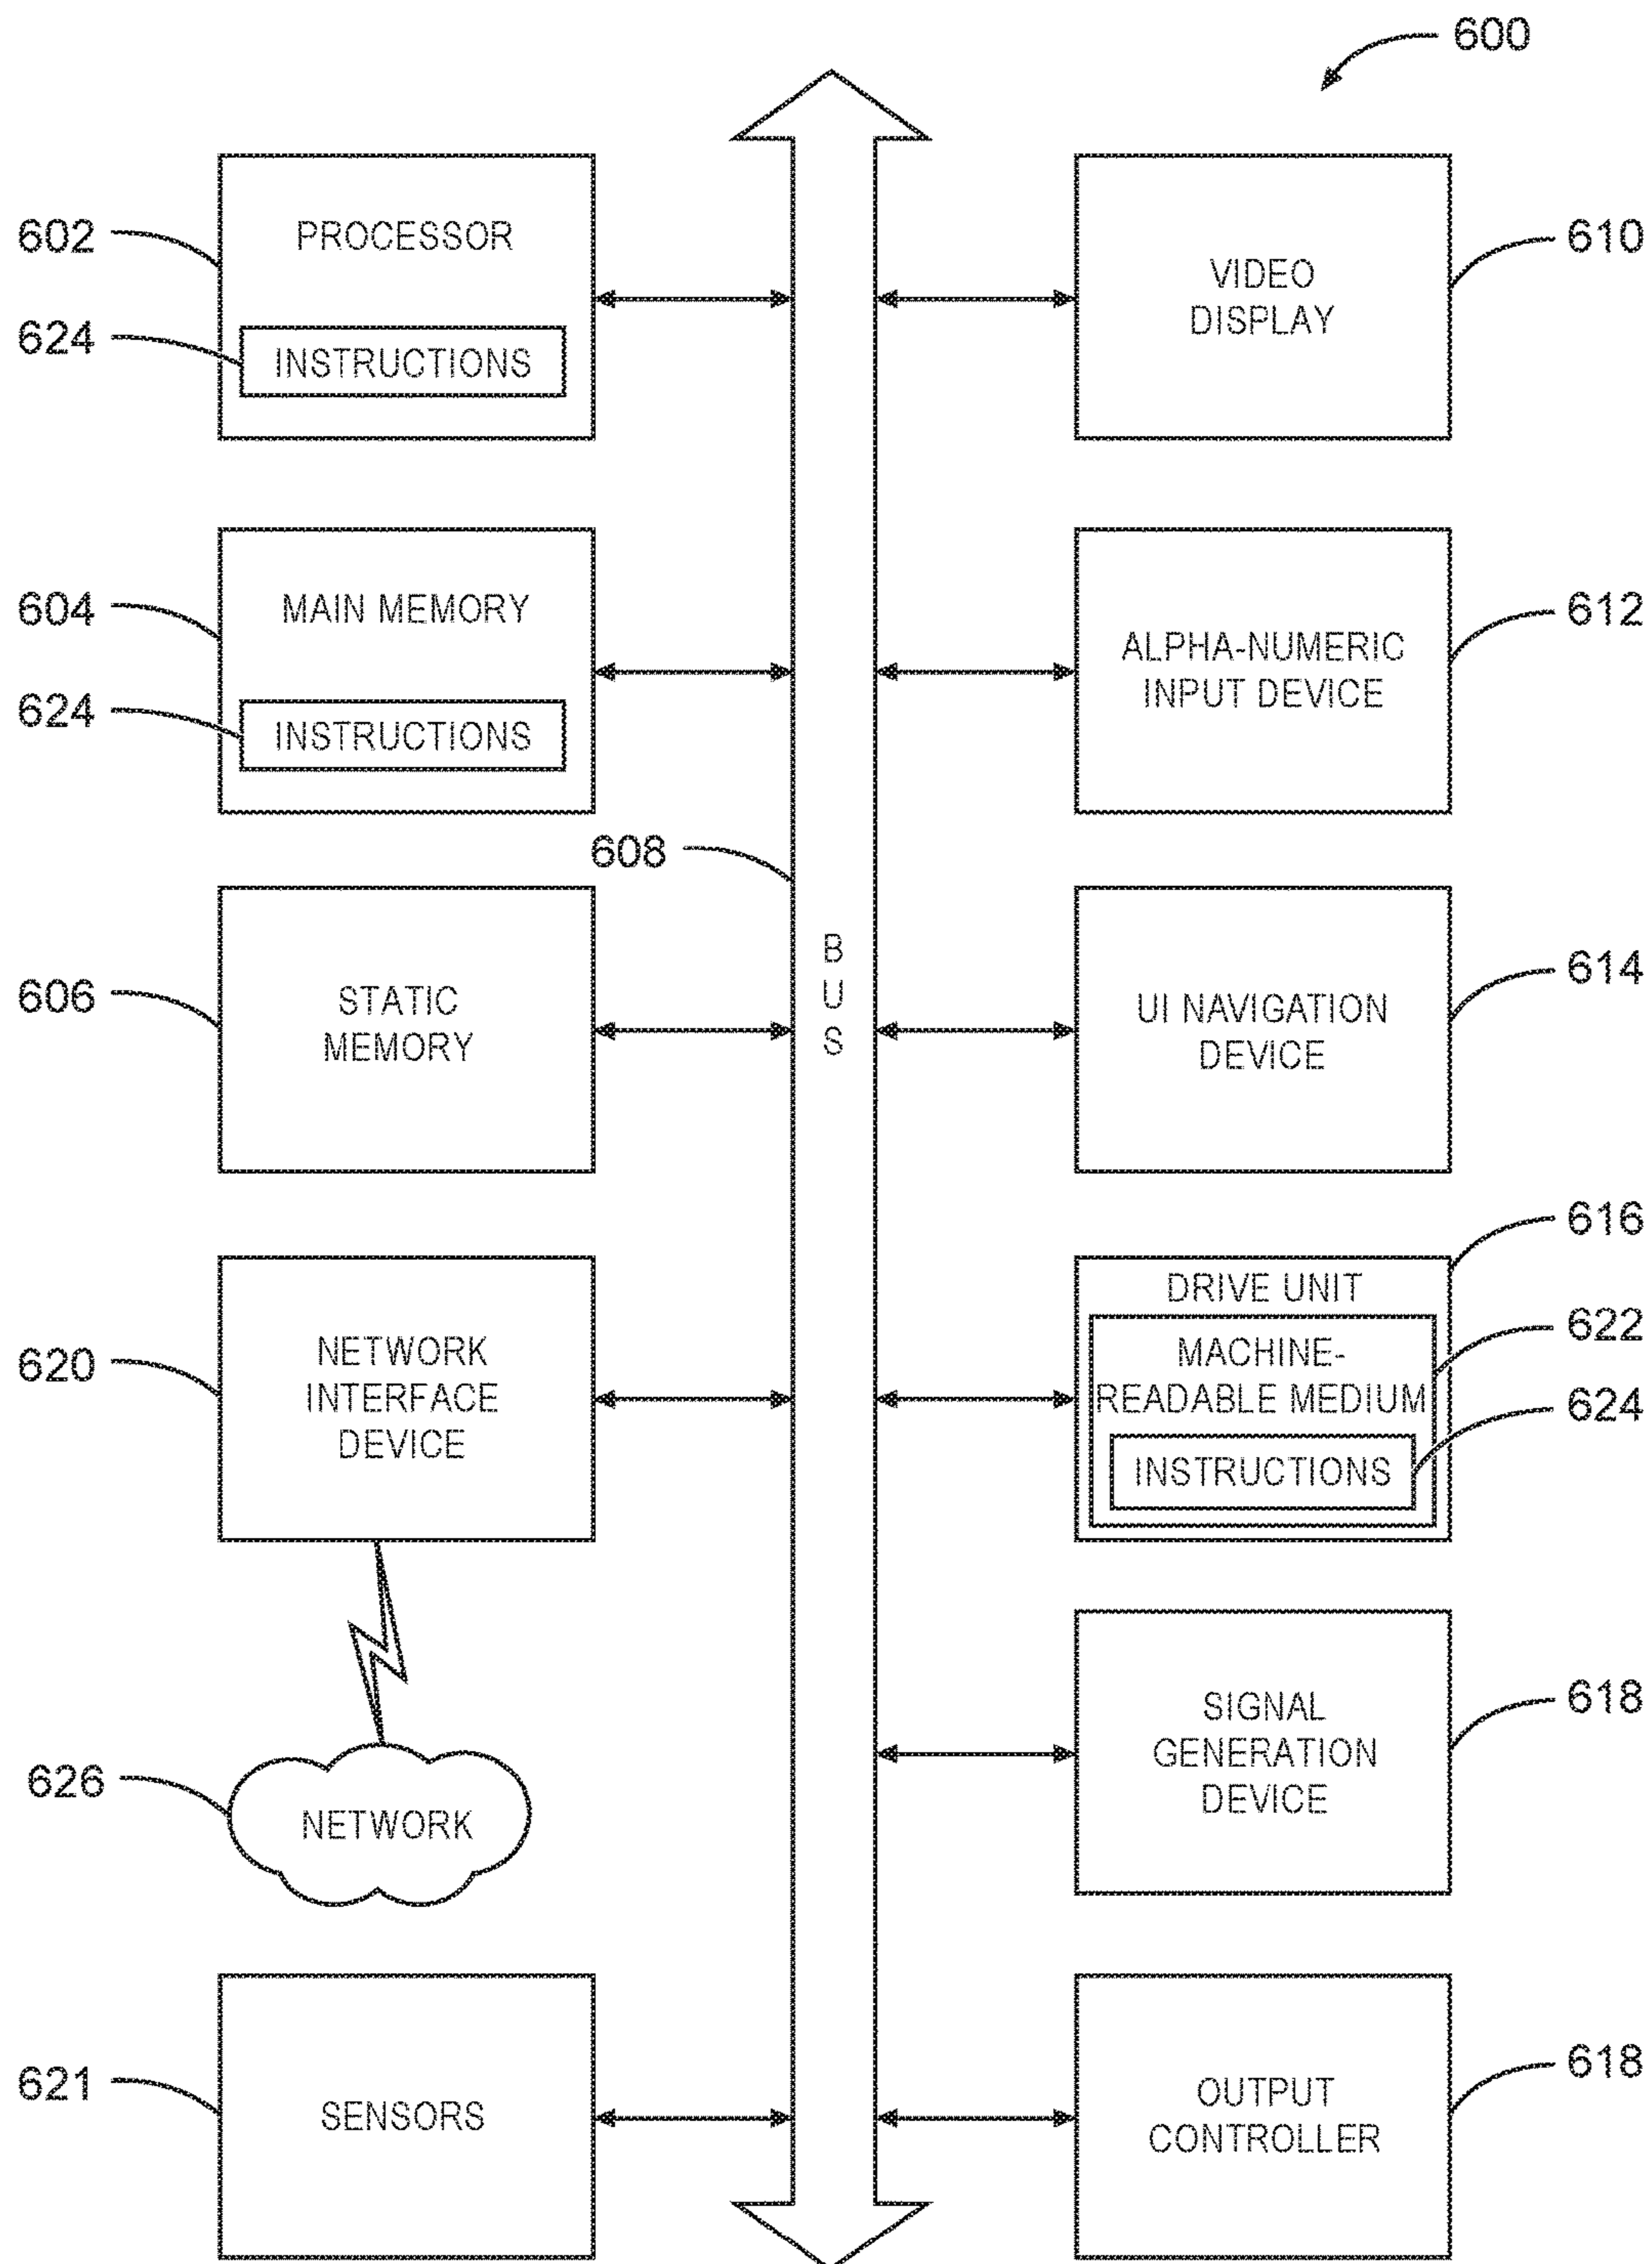 600
602
PROCESSOR
624
INSTRUCTIONS
610
VIDEO
DISPLAY
604
MAIN MEMORY
624
INSTRUCTIONS
612
ALPHA-NUMERIC
INPUT DEVICE
608
B
U
S
606
STATIC
MEMORY
614
UI NAVIGATION
DEVICE
620
NETWORK
INTERFACE
DEVICE
616
DRIVE UNIT
622
MACHINE-
READABLE MEDIUM
624
INSTRUCTIONS
626
NETWORK
618
SIGNAL
GENERATION
DEVICE
621
SENSORS
618
OUTPUT
CONTROLLER